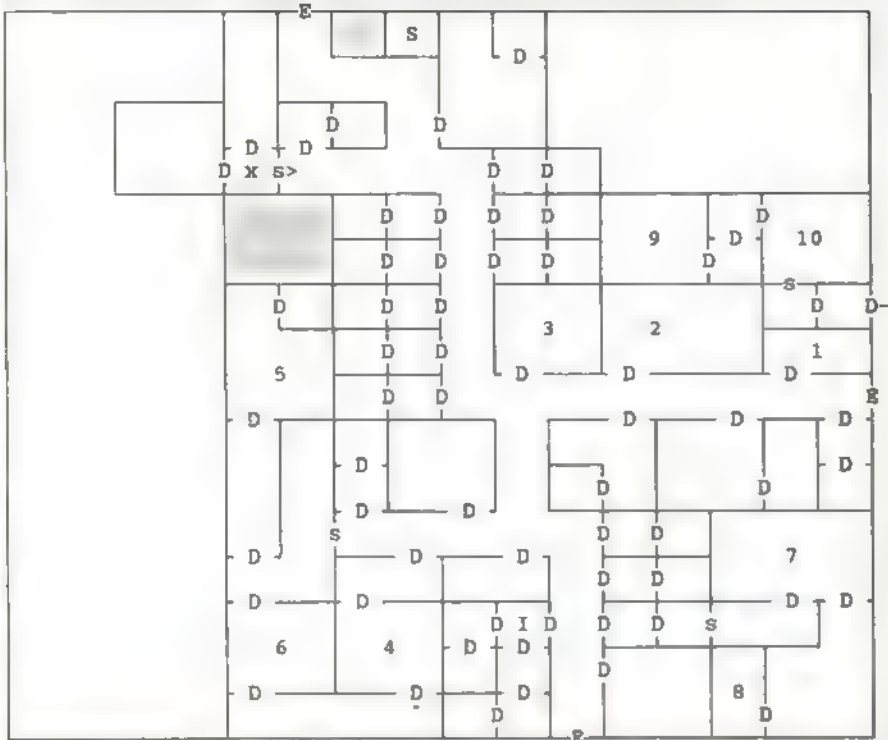 E
S
D
D D
D D
D X s> D D
D D D D D
9 D 10
D D D D D
s
D D D D D
3 2
D D 1
5 D D D
D D E
D D D D
D D
D D D
s D D
D D D 7
D D
D D D D
D I D D D s
6 4 D D 8
D
D D D
D D
E